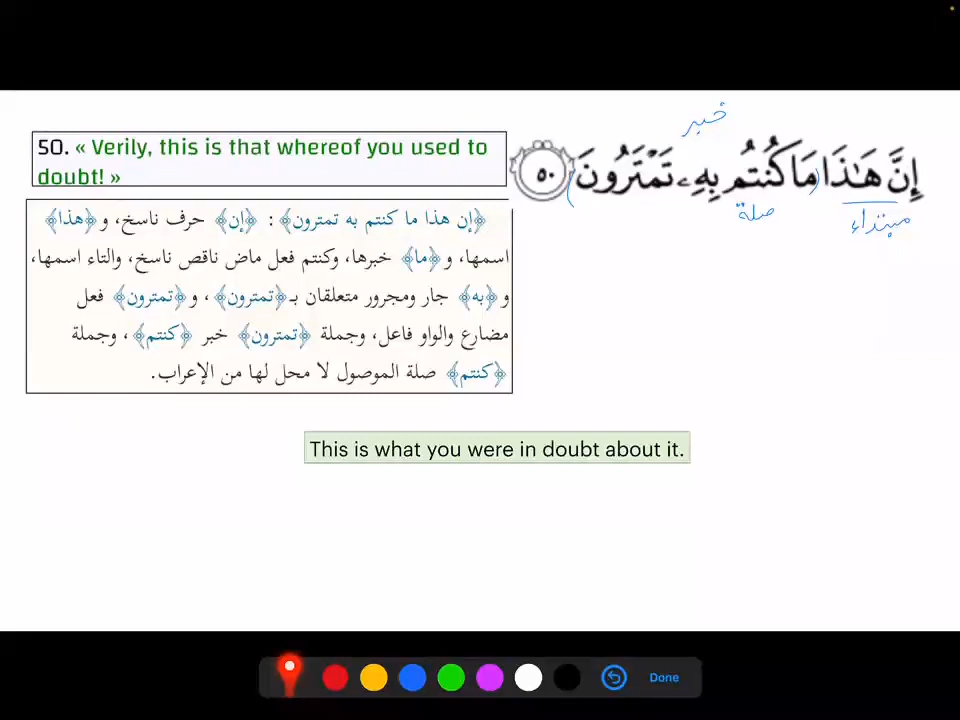 خبر
إِنَّ هَٰذَا مَا كُنتُم بِهِۦ تَمْتَرُونَ ٥٠
مبتداء
صلة
50. « Verily, this is that whereof you used to
doubt! »
﴿إن هذا ما كنتم به تمترون﴾ : ﴿إن﴾ حرف ناسخ، و﴿هذا﴾
اسمها، و﴿ما﴾ خبرها، وكنتم فعل ماض ناقص ناسخ، والتاء اسمها،
و﴿به﴾ جار ومجرور متعلقان بـ﴿تمترون﴾، و﴿تمترون﴾ فعل
مضارع والواو فاعل، وجملة ﴿تمترون﴾ خبر ﴿كنتم﴾، وجملة
﴿كنتم﴾ صلة الموصول لا محل لها من الإعراب.
This is what you were in doubt about it.
Done